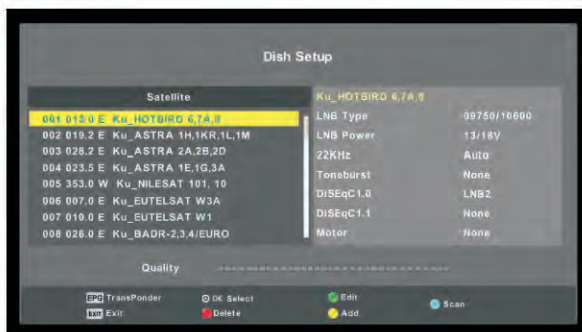 Dish Setup
Satellite
001 013.0 E Ku_HOTBIRD 6,7A,8
002 019.2 E Ku_ASTRA 1H,1KR,1L,1M
003 028.2 E Ku_ASTRA 2A,2B,2D
004 023.5 E Ku_ASTRA 1E,1G,3A
005 353.0 W Ku_NILESAT 101, 10
006 007.0 E Ku_EUTELSAT W3A
007 010.0 E Ku_EUTELSAT W1
008 026.0 E Ku_BADR-2,3,4/EURO
Ku_HOTBIRD 6,7A,8
LNB Type 09750/10600
LNB Power 13/18V
22KHz Auto
Toneburst None
DiSEqC1.0 LNB2
DiSEqC1.1 None
Motor None
Quality
EPG TransPonder OK Select Edit Scan
EXIT Exit Delete Add